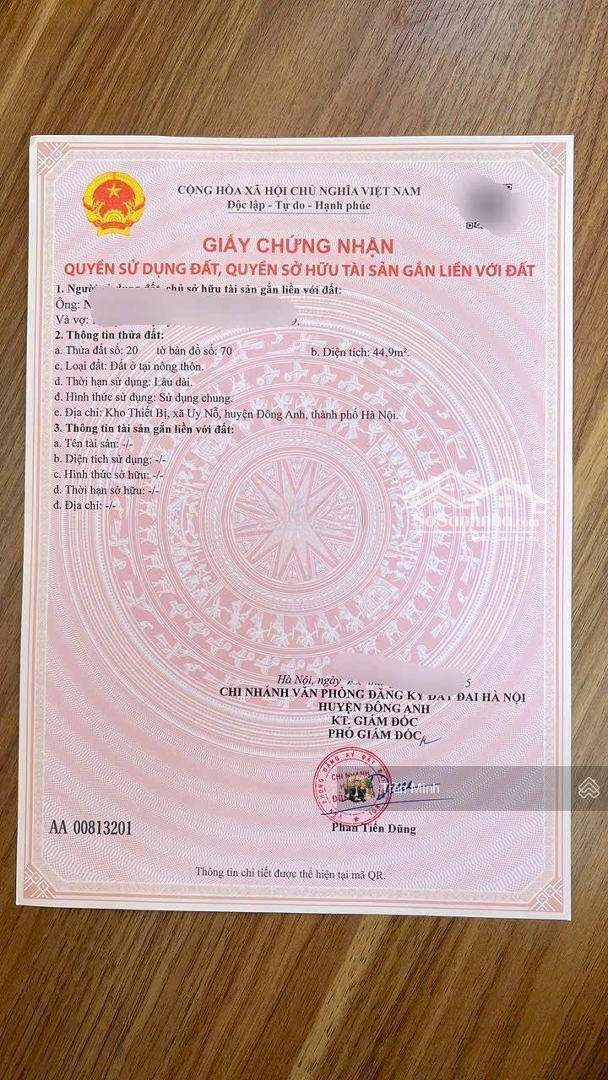 CỘNG HÒA XÃ HỘI CHỦ NGHĨA VIỆT NAM
Độc lập - Tự do - Hạnh phúc
GIẤY CHỨNG NHẬN
QUYỀN SỬ DỤNG ĐẤT, QUYỀN SỞ HỮU TÀI SẢN GẮN LIỀN VỚI ĐẤT
1. Người sử dụng đất, chủ sở hữu tài sản gắn liền với đất:
Ông: N
Và vợ:
2. Thông tin thửa đất:
a. Thửa đất số: 20 tờ bản đồ số: 70 b. Diện tích: 44,9m².
c. Loại đất: Đất ở tại nông thôn.
d. Thời hạn sử dụng: Lâu dài.
đ. Hình thức sử dụng: Sử dụng chung.
e. Địa chỉ: Kho Thiết Bị, xã Uy Nỗ, huyện Đông Anh, thành phố Hà Nội.
3. Thông tin tài sản gắn liền với đất:
a. Tên tài sản: -/-
b. Diện tích sử dụng: -/-
c. Hình thức sở hữu: -/-
d. Thời hạn sở hữu: -/-
đ. Địa chỉ: -/-
Hà Nội, ngày 5
CHI NHÁNH VĂN PHÒNG ĐĂNG KÝ ĐẤT ĐAI HÀ NỘI
HUYỆN ĐÔNG ANH
KT. GIÁM ĐỐC
PHÓ GIÁM ĐỐC
CHI NHÁNH
Minh
Phan Tiến Dũng
AA 00813201
Thông tin chi tiết được thể hiện tại mã QR.